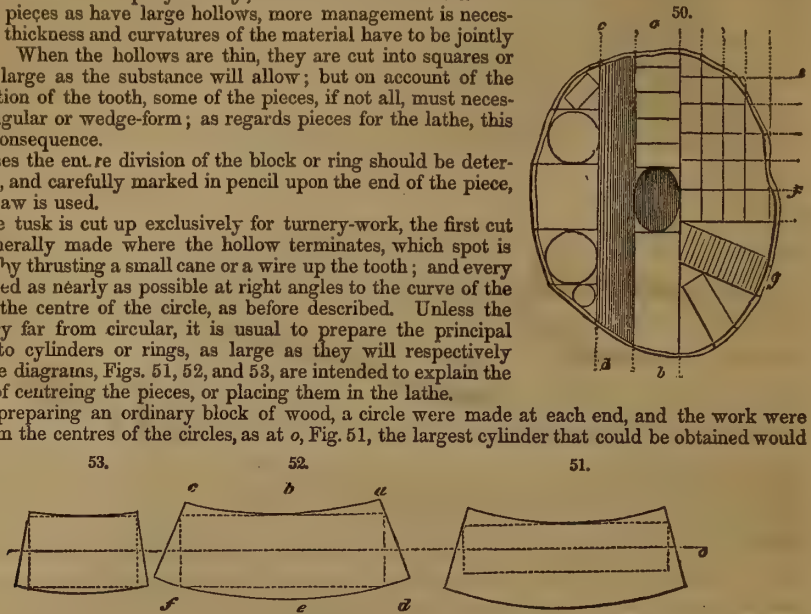 pieces as have large hollows, more management is neces-
thickness and curvatures of the material have to be jointly
When the hollows are thin, they are cut into squares or
large as the substance will allow; but on account of the
tion of the tooth, some of the pieces, if not all, must neces-
gular or wedge-form; as regards pieces for the lathe, this
onsequence.
es the ent.re division of the block or ring should be deter-
, and carefully marked in pencil upon the end of the piece,
aw is used.
e tusk is cut up exclusively for turnery-work, the first cut
nerally made where the hollow terminates, which spot is
by thrusting a small cane or a wire up the tooth; and every
ed as nearly as possible at right angles to the curve of the
the centre of the circle, as before described. Unless the
y far from circular, it is usual to prepare the principal
to cylinders or rings, as large as they will respectively
e diagrams, Figs. 51, 52, and 53, are intended to explain the
of centreing the pieces, or placing them in the lathe.
preparing an ordinary block of wood, a circle were made at each end, and the work were
m the centres of the circles, as at o, Fig. 51, the largest cylinder that could be obtained would
50.
c a
e
f
g
d b
53. 52. 51.
c b a
o
f e d